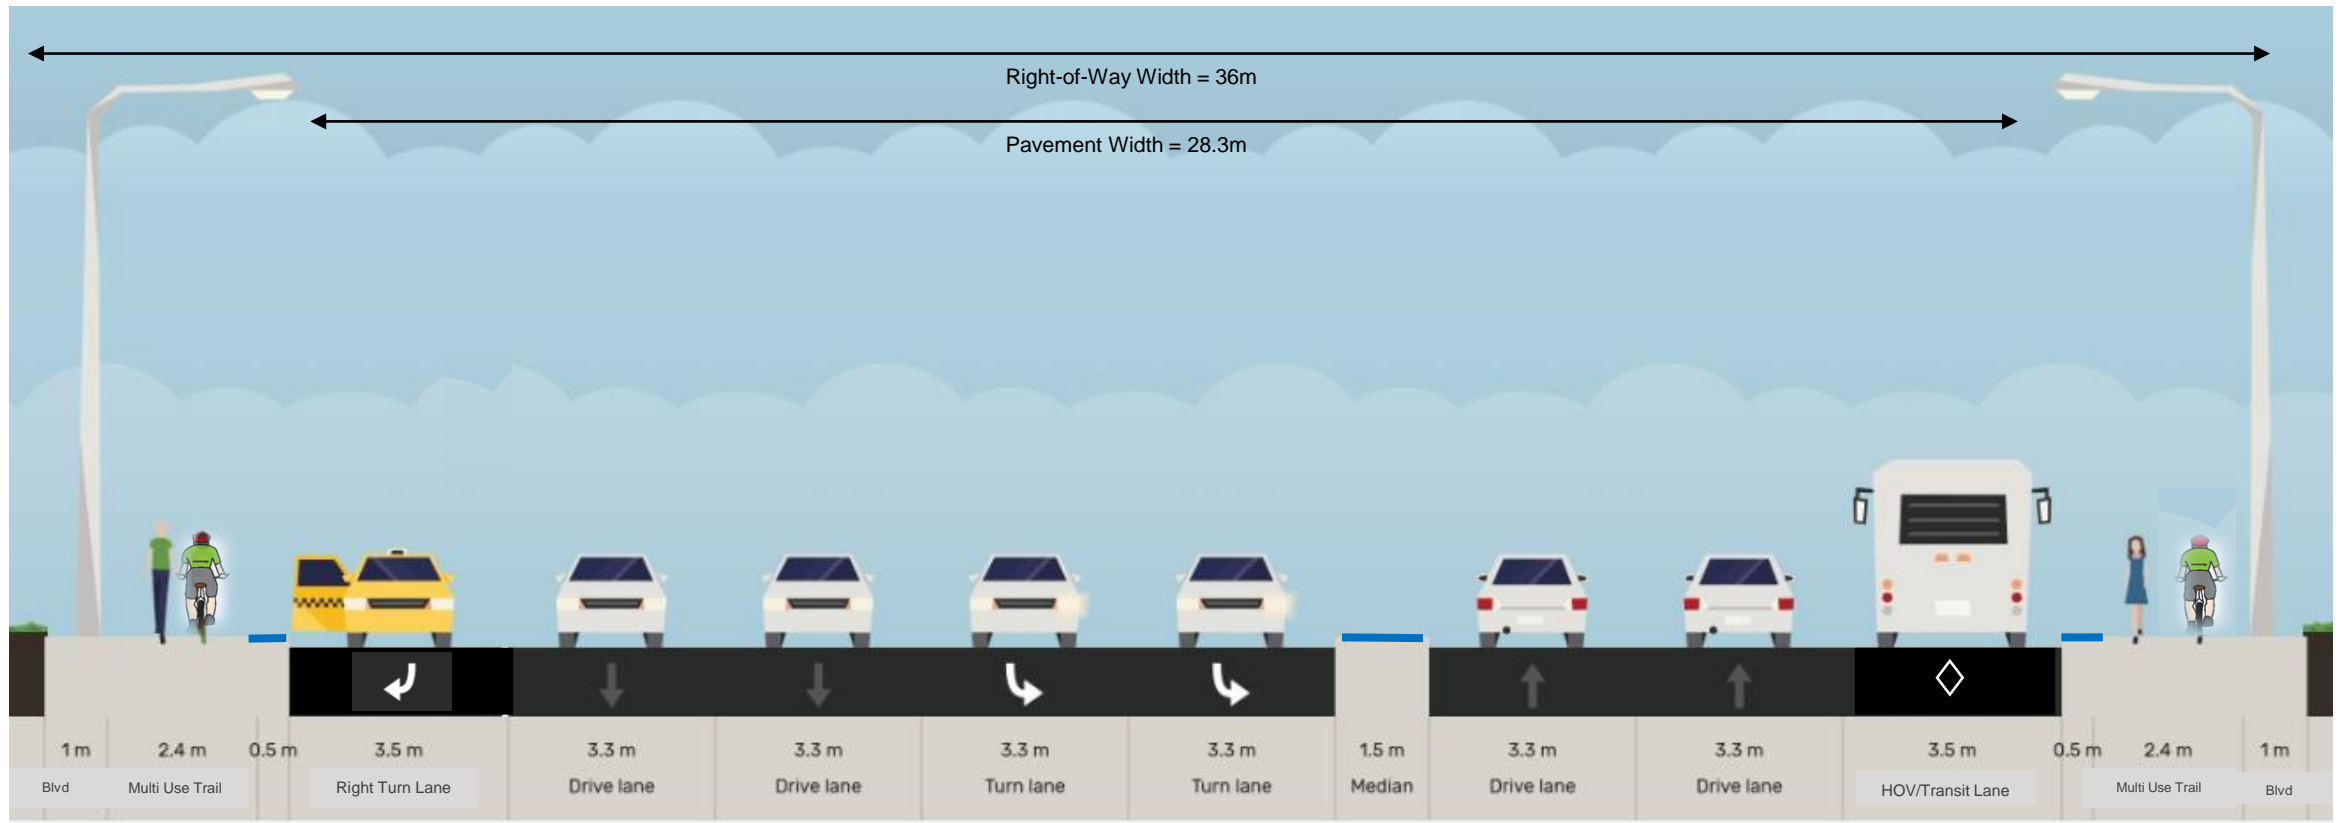 Right-of-Way Width = 36m
Pavement Width = 28.3m
1 m 2.4 m 0.5 m 3.5 m 3.3 m 3.3 m 3.3 m 3.3 m 1.5 m 3.3 m 3.3 m 3.5 m 0.5 m 2.4 m 1 m
Blvd Multi Use Trail Right Turn Lane Drive lane Drive lane Turn lane Turn lane Median Drive lane Drive lane HOV/Transit Lane Multi Use Trail Blvd